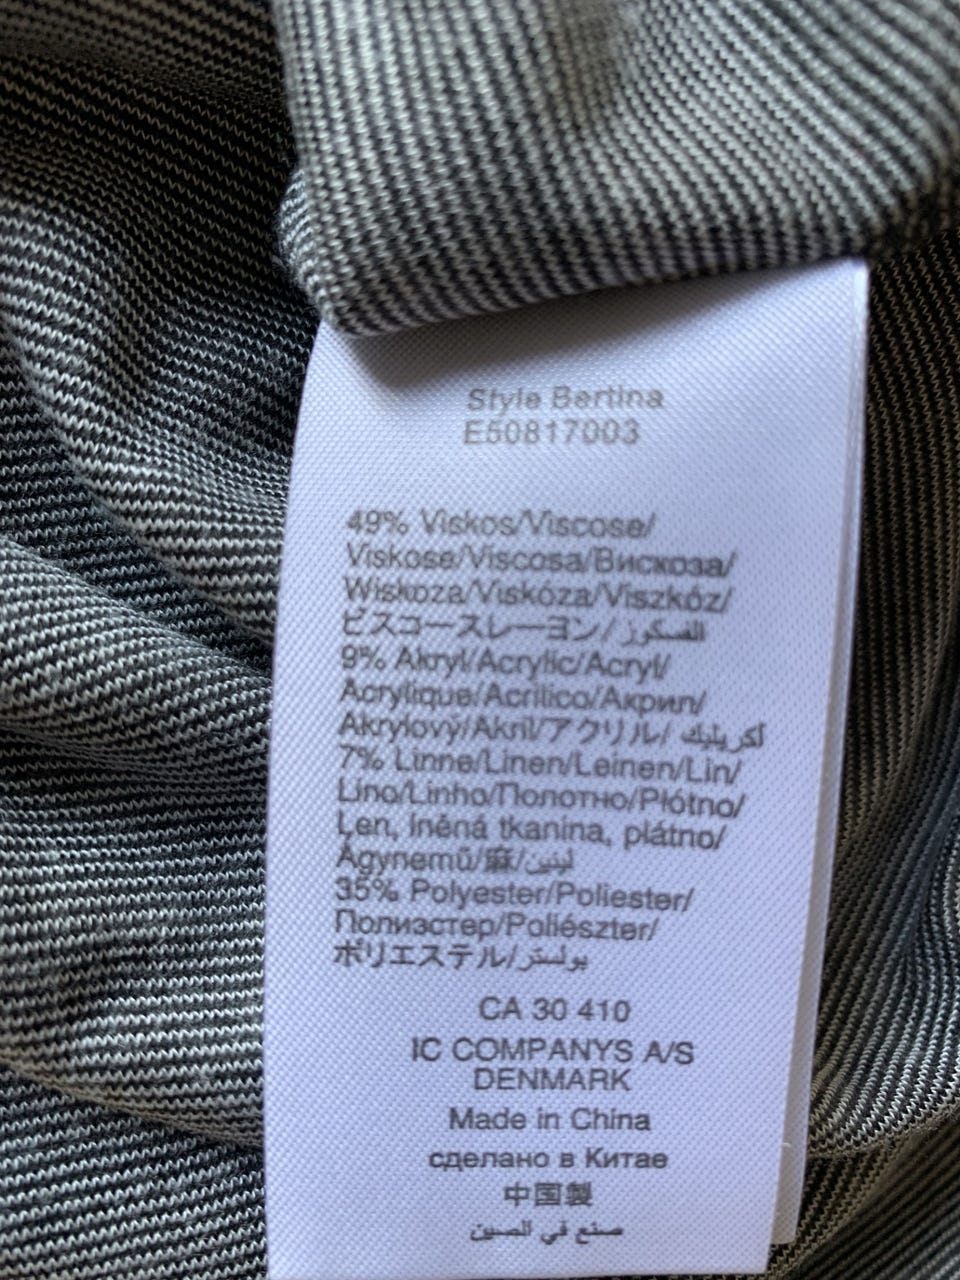 Style Bertina
E50817003
49% Viskos/Viscose/
Viskose/Viscosa/Вискоза/
Wiskoza/Viskóza/Viszkóz/
ビスコースレーヨン/الفسكوز
9% Akryl/Acrylic/Acryl/
Acrylique/Acrílico/Акрил/
Akrylový/Akril/アクリル/ أكريليك
7% Linne/Linen/Leinen/Lin/
Lino/Linho/Полотно/Płótno/
Len, lněná tkanina, plátno/
Ágynemű/麻/لينين
35% Polyester/Poliester/
Полиэстер/Poliészter/
ポリエステル/بولستر
CA 30 410
IC COMPANYS A/S
DENMARK
Made in China
сделано в Китае
中国製
صنع في الصين